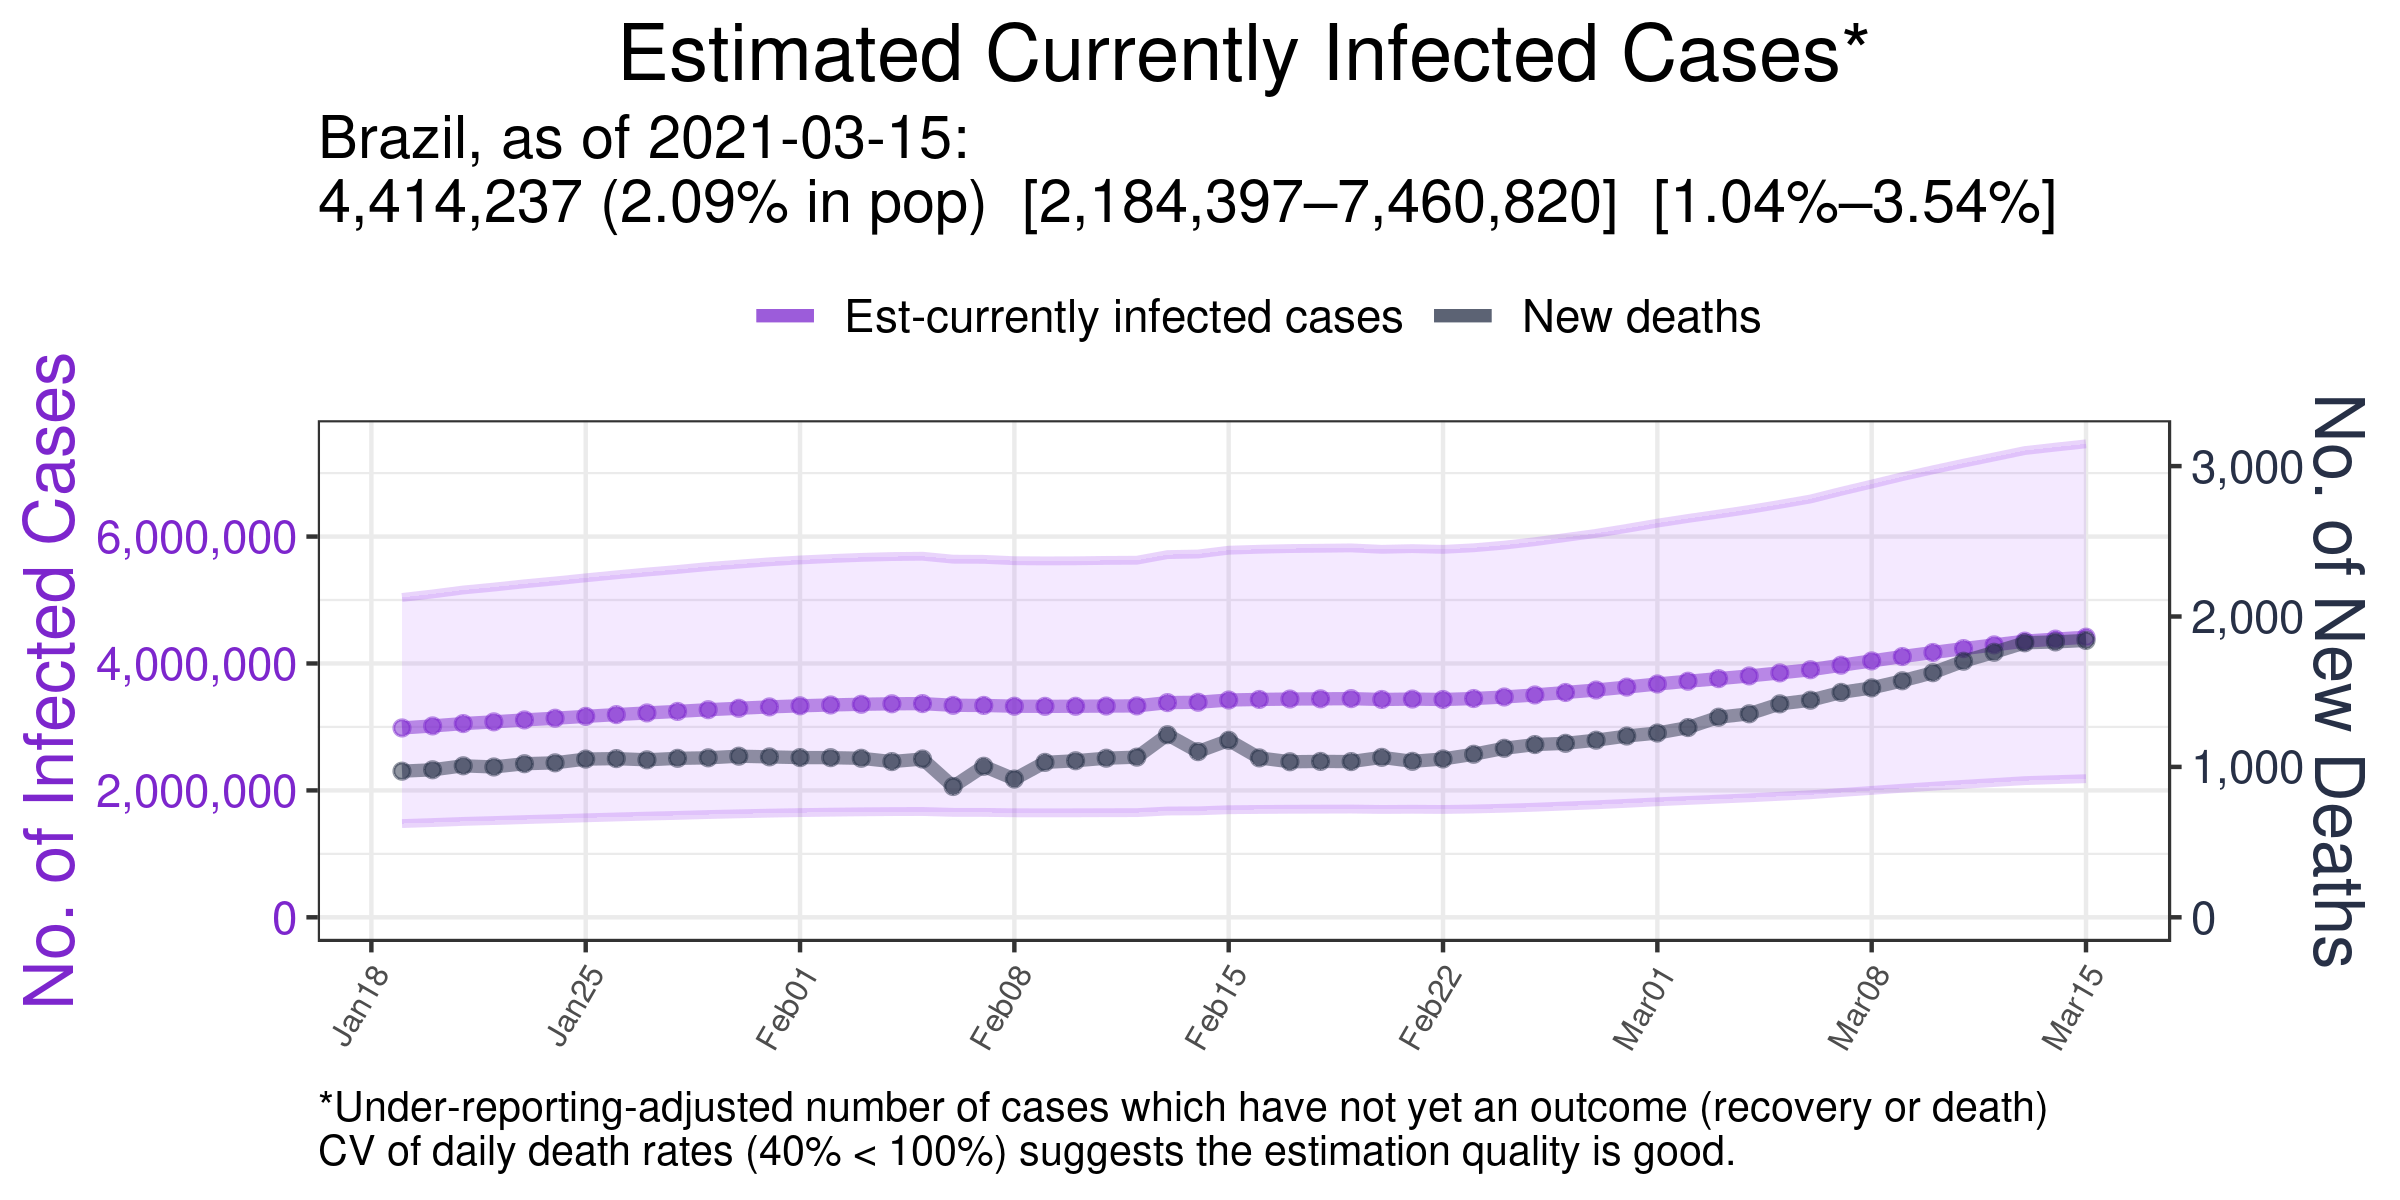 Estimated Currently Infected Cases*
Brazil, as of 2021-03-15:
4,414,237 (2.09% in pop) [2,184,397–7,460,820] [1.04%–3.54%]
Est-currently infected cases New deaths
No. of Infected Cases
6,000,000
4,000,000
2,000,000
0
3,000
2,000
1,000
0
No. of New Deaths
Jan18 Jan25 Feb01 Feb08 Feb15 Feb22 Mar01 Mar08 Mar15
*Under-reporting-adjusted number of cases which have not yet an outcome (recovery or death)
CV of daily death rates (40% < 100%) suggests the estimation quality is good.